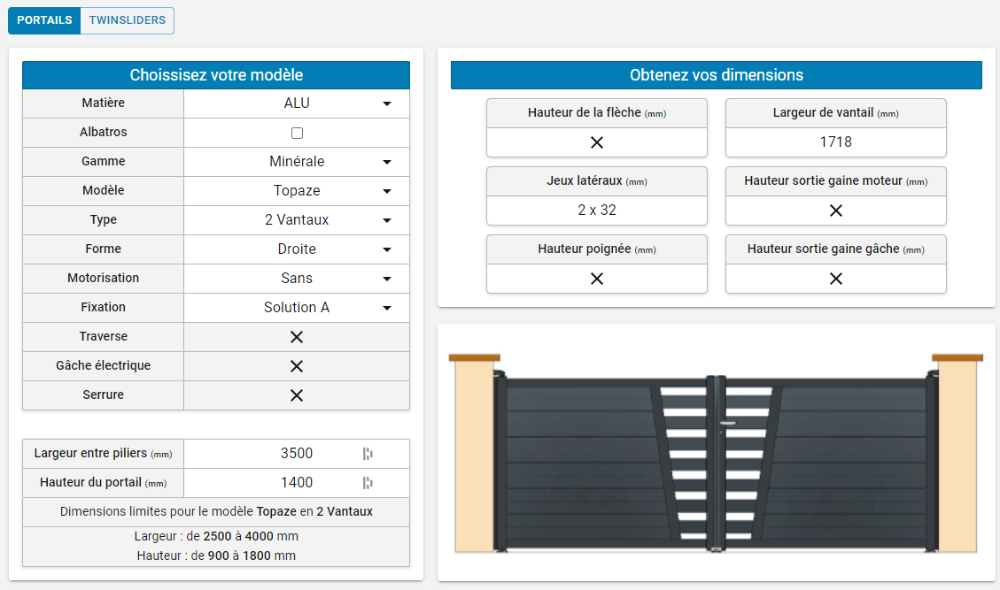 PORTAILS
TWINSLIDERS
Choissisez votre modèle
Matière ALU
Albatros
Gamme Minérale
Modèle Topaze
Type 2 Vantaux
Forme Droite
Motorisation Sans
Fixation Solution A
Traverse
Gâche électrique
Serrure
Largeur entre piliers (mm) 3500
Hauteur du portail (mm) 1400
Dimensions limites pour le modèle Topaze en 2 Vantaux
Largeur : de 2500 à 4000 mm
Hauteur : de 900 à 1800 mm
Obtenez vos dimensions
Hauteur de la flèche (mm)
Largeur de vantail (mm)
1718
Jeux latéraux (mm)
2 x 32
Hauteur sortie gaine moteur (mm)
Hauteur poignée (mm)
Hauteur sortie gaine gâche (mm)